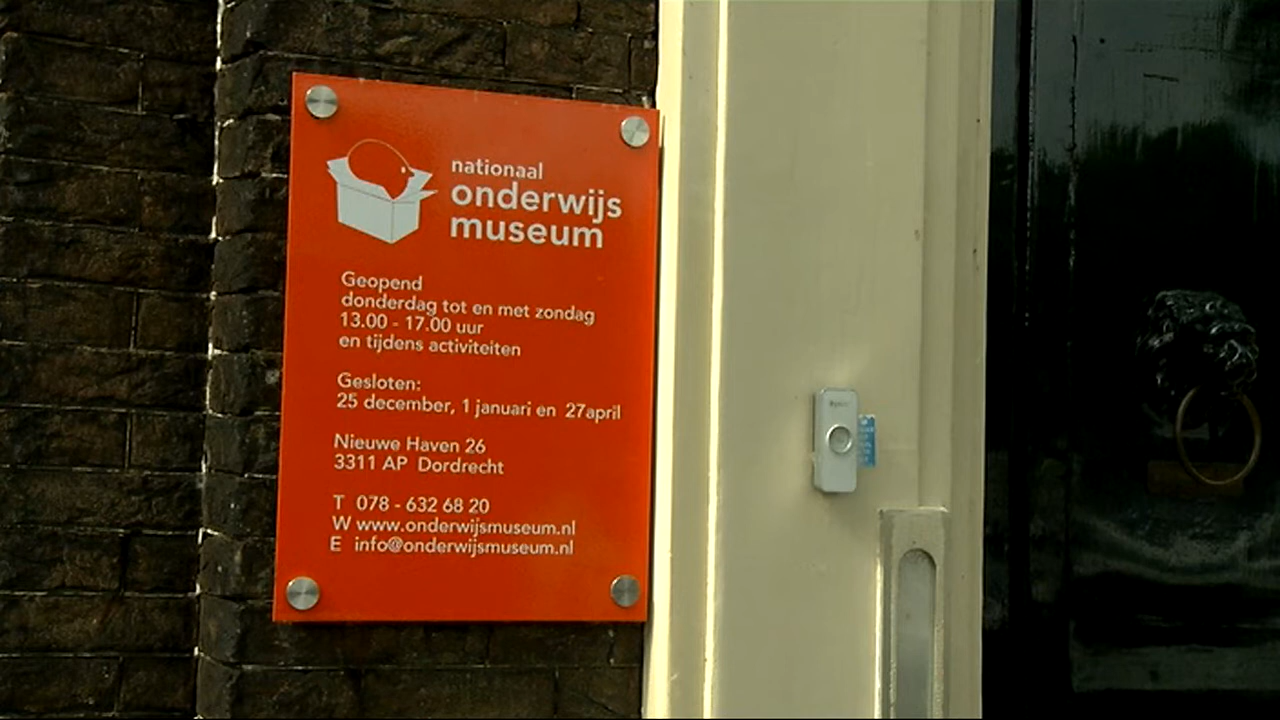 nationaal
onderwijs
museum
Geopend
donderdag tot en met zondag
13.00 - 17.00 uur
en tijdens activiteiten
Gesloten:
25 december, 1 januari en 27april
Nieuwe Haven 26
3311 AP Dordrecht
T 078 - 632 68 20
W www.onderwijsmuseum.nl
E info@onderwijsmuseum.nl